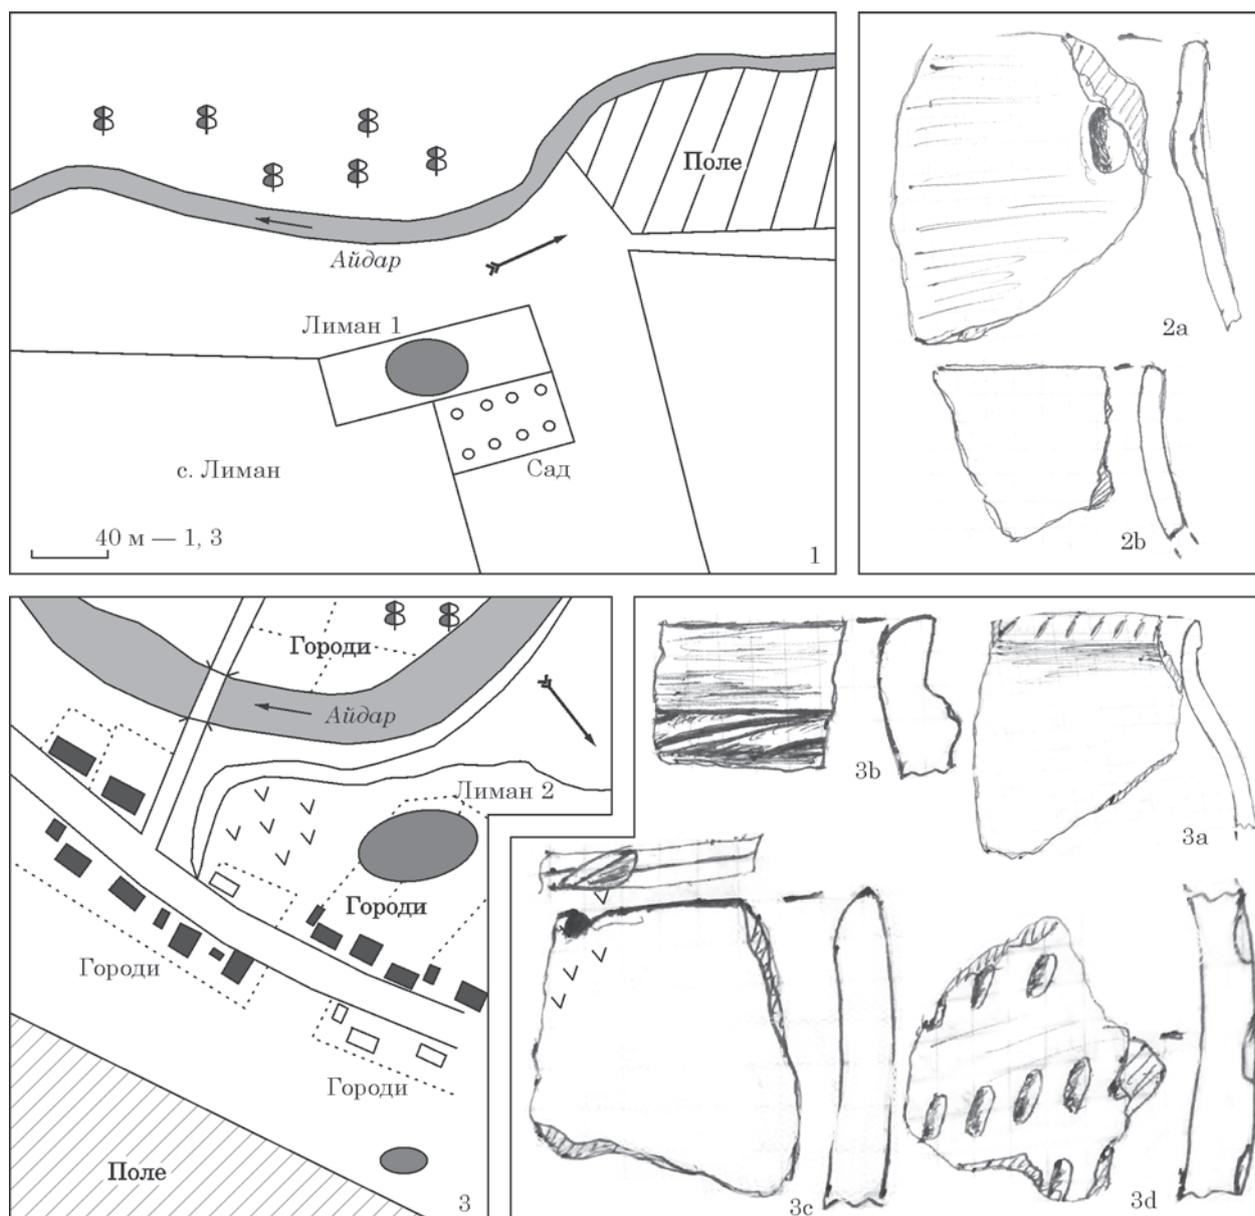 Поле
Айдар
Лиман 1
с. Лиман
Сад
40 м — 1, 3
1
2a
2b
Городи
Айдар
Лиман 2
Городи
Городи
Городи
Поле
3
3b
3a
3c
3d